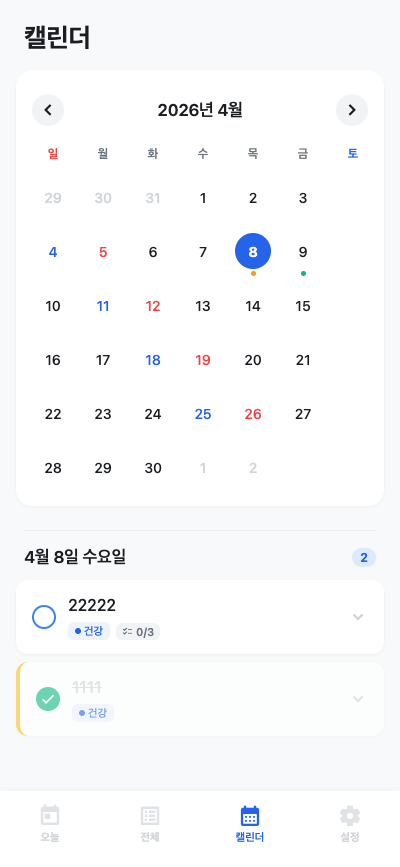 캘린더
2026년 4월
일 월 화 수 목 금 토
29 30 31 1 2 3
4 5 6 7 8 9
10 11 12 13 14 15
16 17 18 19 20 21
22 23 24 25 26 27
28 29 30 1 2
4월 8일 수요일 2
22222
건강 0/3
1111
건강
오늘 전체 캘린더 설정